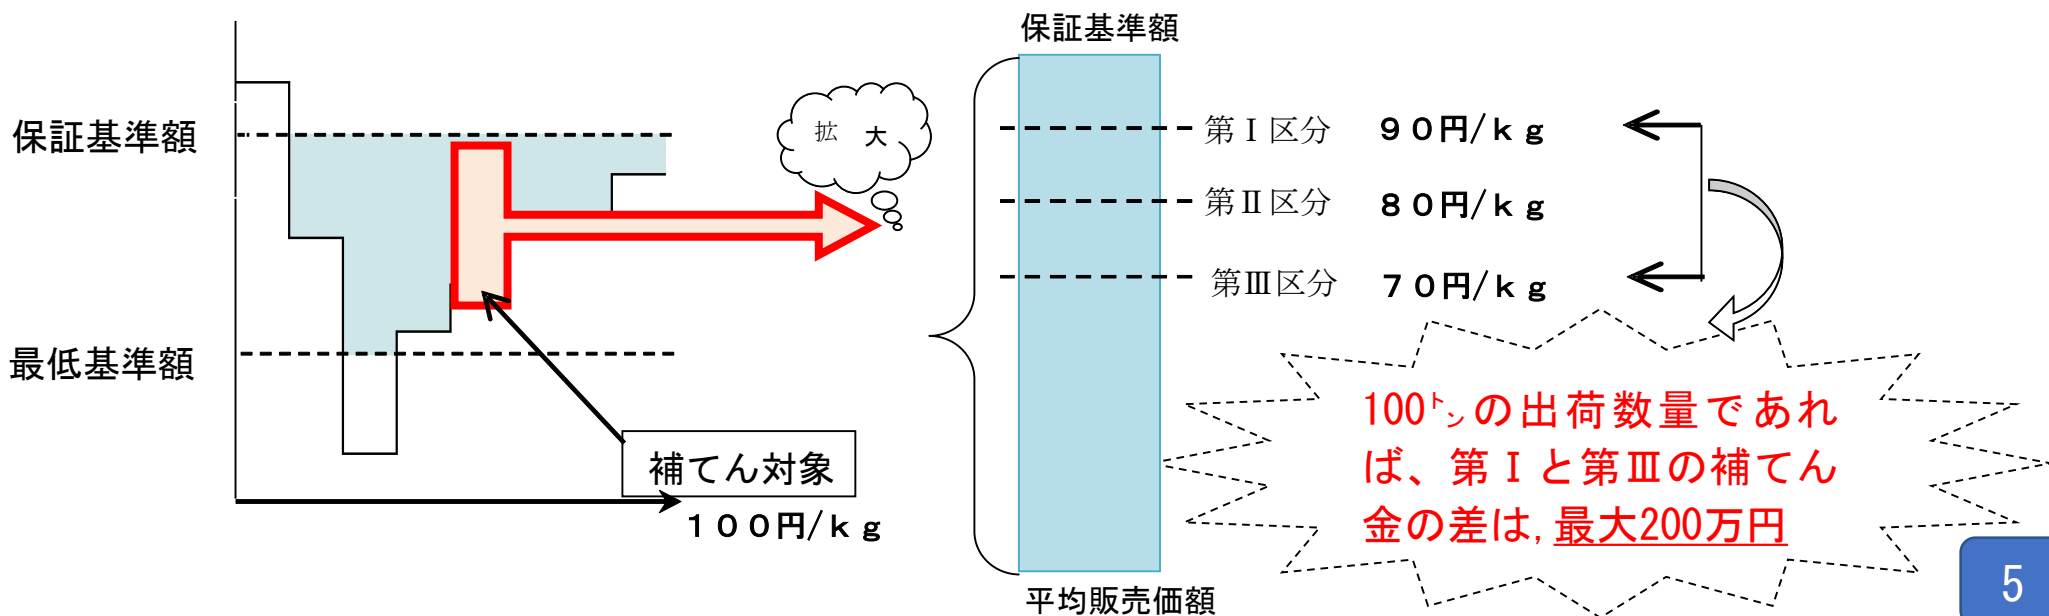 保証基準額
最低基準額
補てん対象
１００円/ｋｇ
拡 大
保証基準額
第Ⅰ区分 ９０円/ｋｇ
第Ⅱ区分 ８０円/ｋｇ
第Ⅲ区分 ７０円/ｋｇ
平均販売価額
100㌧の出荷数量であれ
ば、第Ⅰと第Ⅲの補てん
金の差は,最大200万円
5